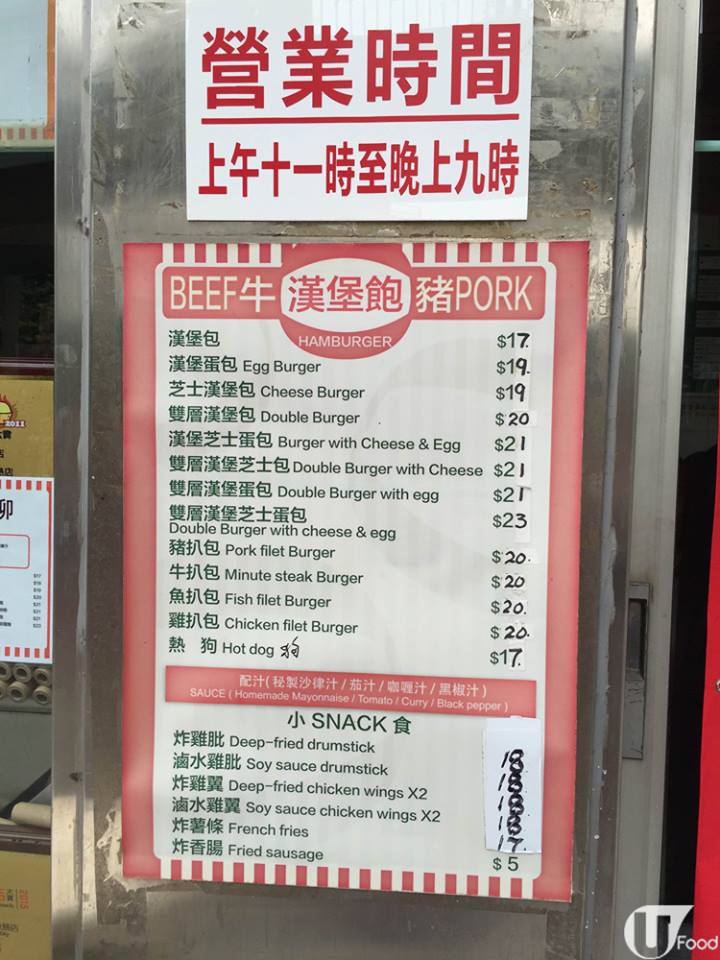 營業時間
上午十一時至晚上九時
BEEF牛 漢堡飽 豬PORK
HAMBURGER
漢堡包 $17.
漢堡蛋包 Egg Burger $19.
芝士漢堡包 Cheese Burger $19
雙層漢堡包 Double Burger $20
漢堡芝士蛋包 Burger with Cheese & Egg $21
雙層漢堡芝士包 Double Burger with Cheese $21
雙層漢堡蛋包 Double Burger with egg $21
雙層漢堡芝士蛋包 $23
Double Burger with cheese & egg
豬扒包 Pork filet Burger $20.
牛扒包 Minute steak Burger $20
魚扒包 Fish filet Burger $20.
雞扒包 Chicken filet Burger $20.
熱 狗 Hot dog 狗 $17.
配汁(秘製沙律汁/茄汁/咖喱汁/黑椒汁)
SAUCE ( Homemade Mayonnaise / Tomato / Curry / Black pepper )
小 SNACK 食
炸雞肶 Deep-fried drumstick 18
滷水雞肶 Soy sauce drumstick 18
炸雞翼 Deep-fried chicken wings X2 18
滷水雞翼 Soy sauce chicken wings X2 18
炸薯條 French fries 17.
炸香腸 Fried sausage $5
2011
2015
U Food